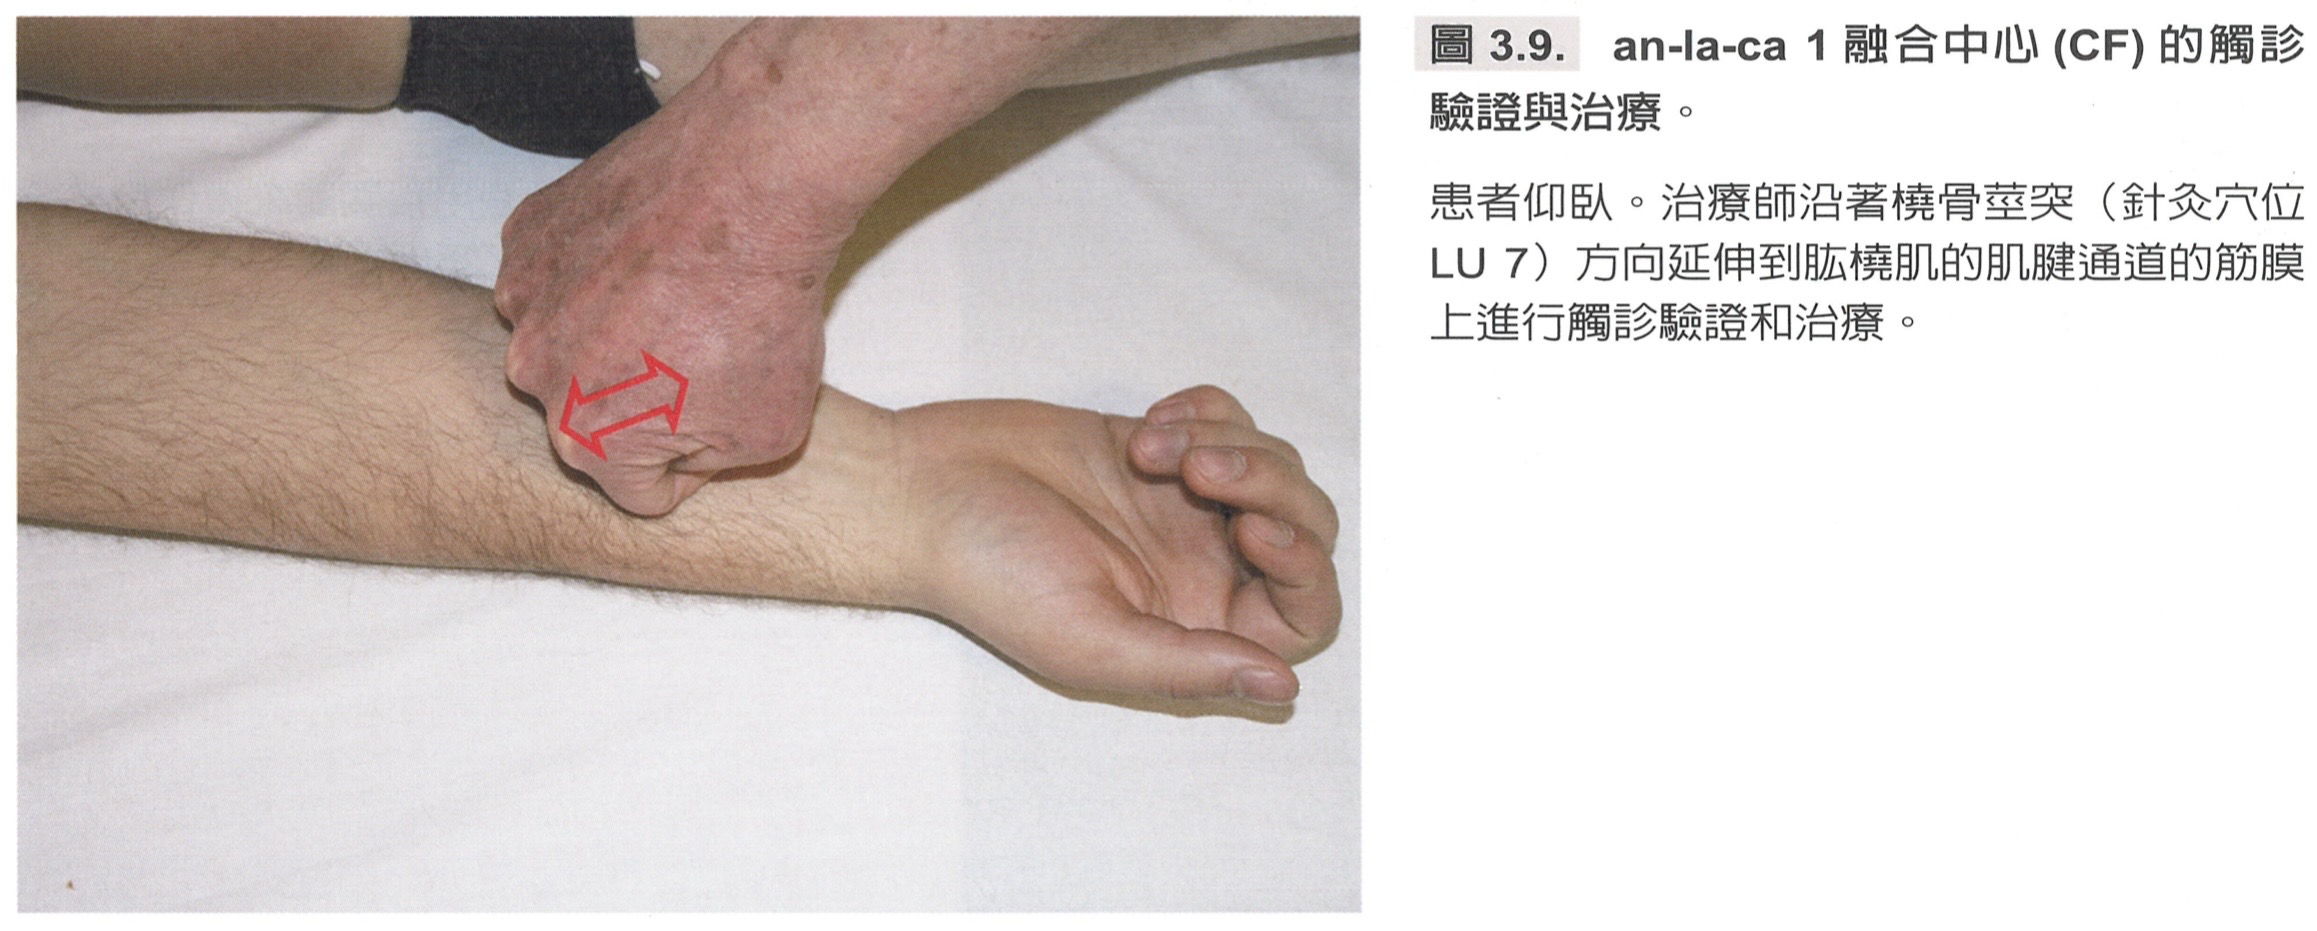 圖 3.9. an-la-ca 1 融合中心 (CF) 的觸診
驗證與治療。
患者仰臥。治療師沿著橈骨莖突（針灸穴位
LU 7）方向延伸到肱橈肌的肌腱通道的筋膜
上進行觸診驗證和治療。